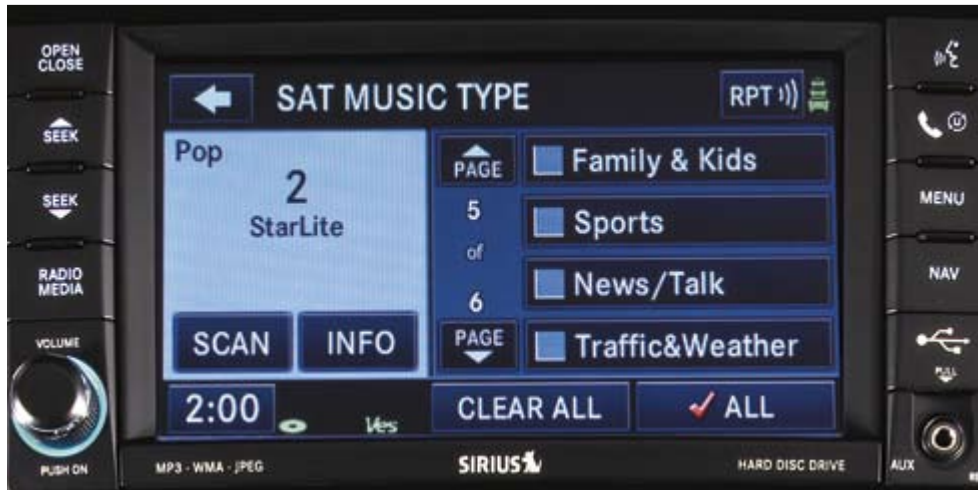 OPEN
CLOSE
SEEK
SEEK
RADIO
MEDIA
VOLUME
PUSH ON
SAT MUSIC TYPE
RPT
Pop
2
StarLite
SCAN
INFO
PAGE
5
of
6
PAGE
Family & Kids
Sports
News/Talk
Traffic&Weather
2:00
Ves
CLEAR ALL
ALL
MP3 - WMA - JPEG
SIRIUS
HARD DISC DRIVE
MENU
NAV
PULL
AUX